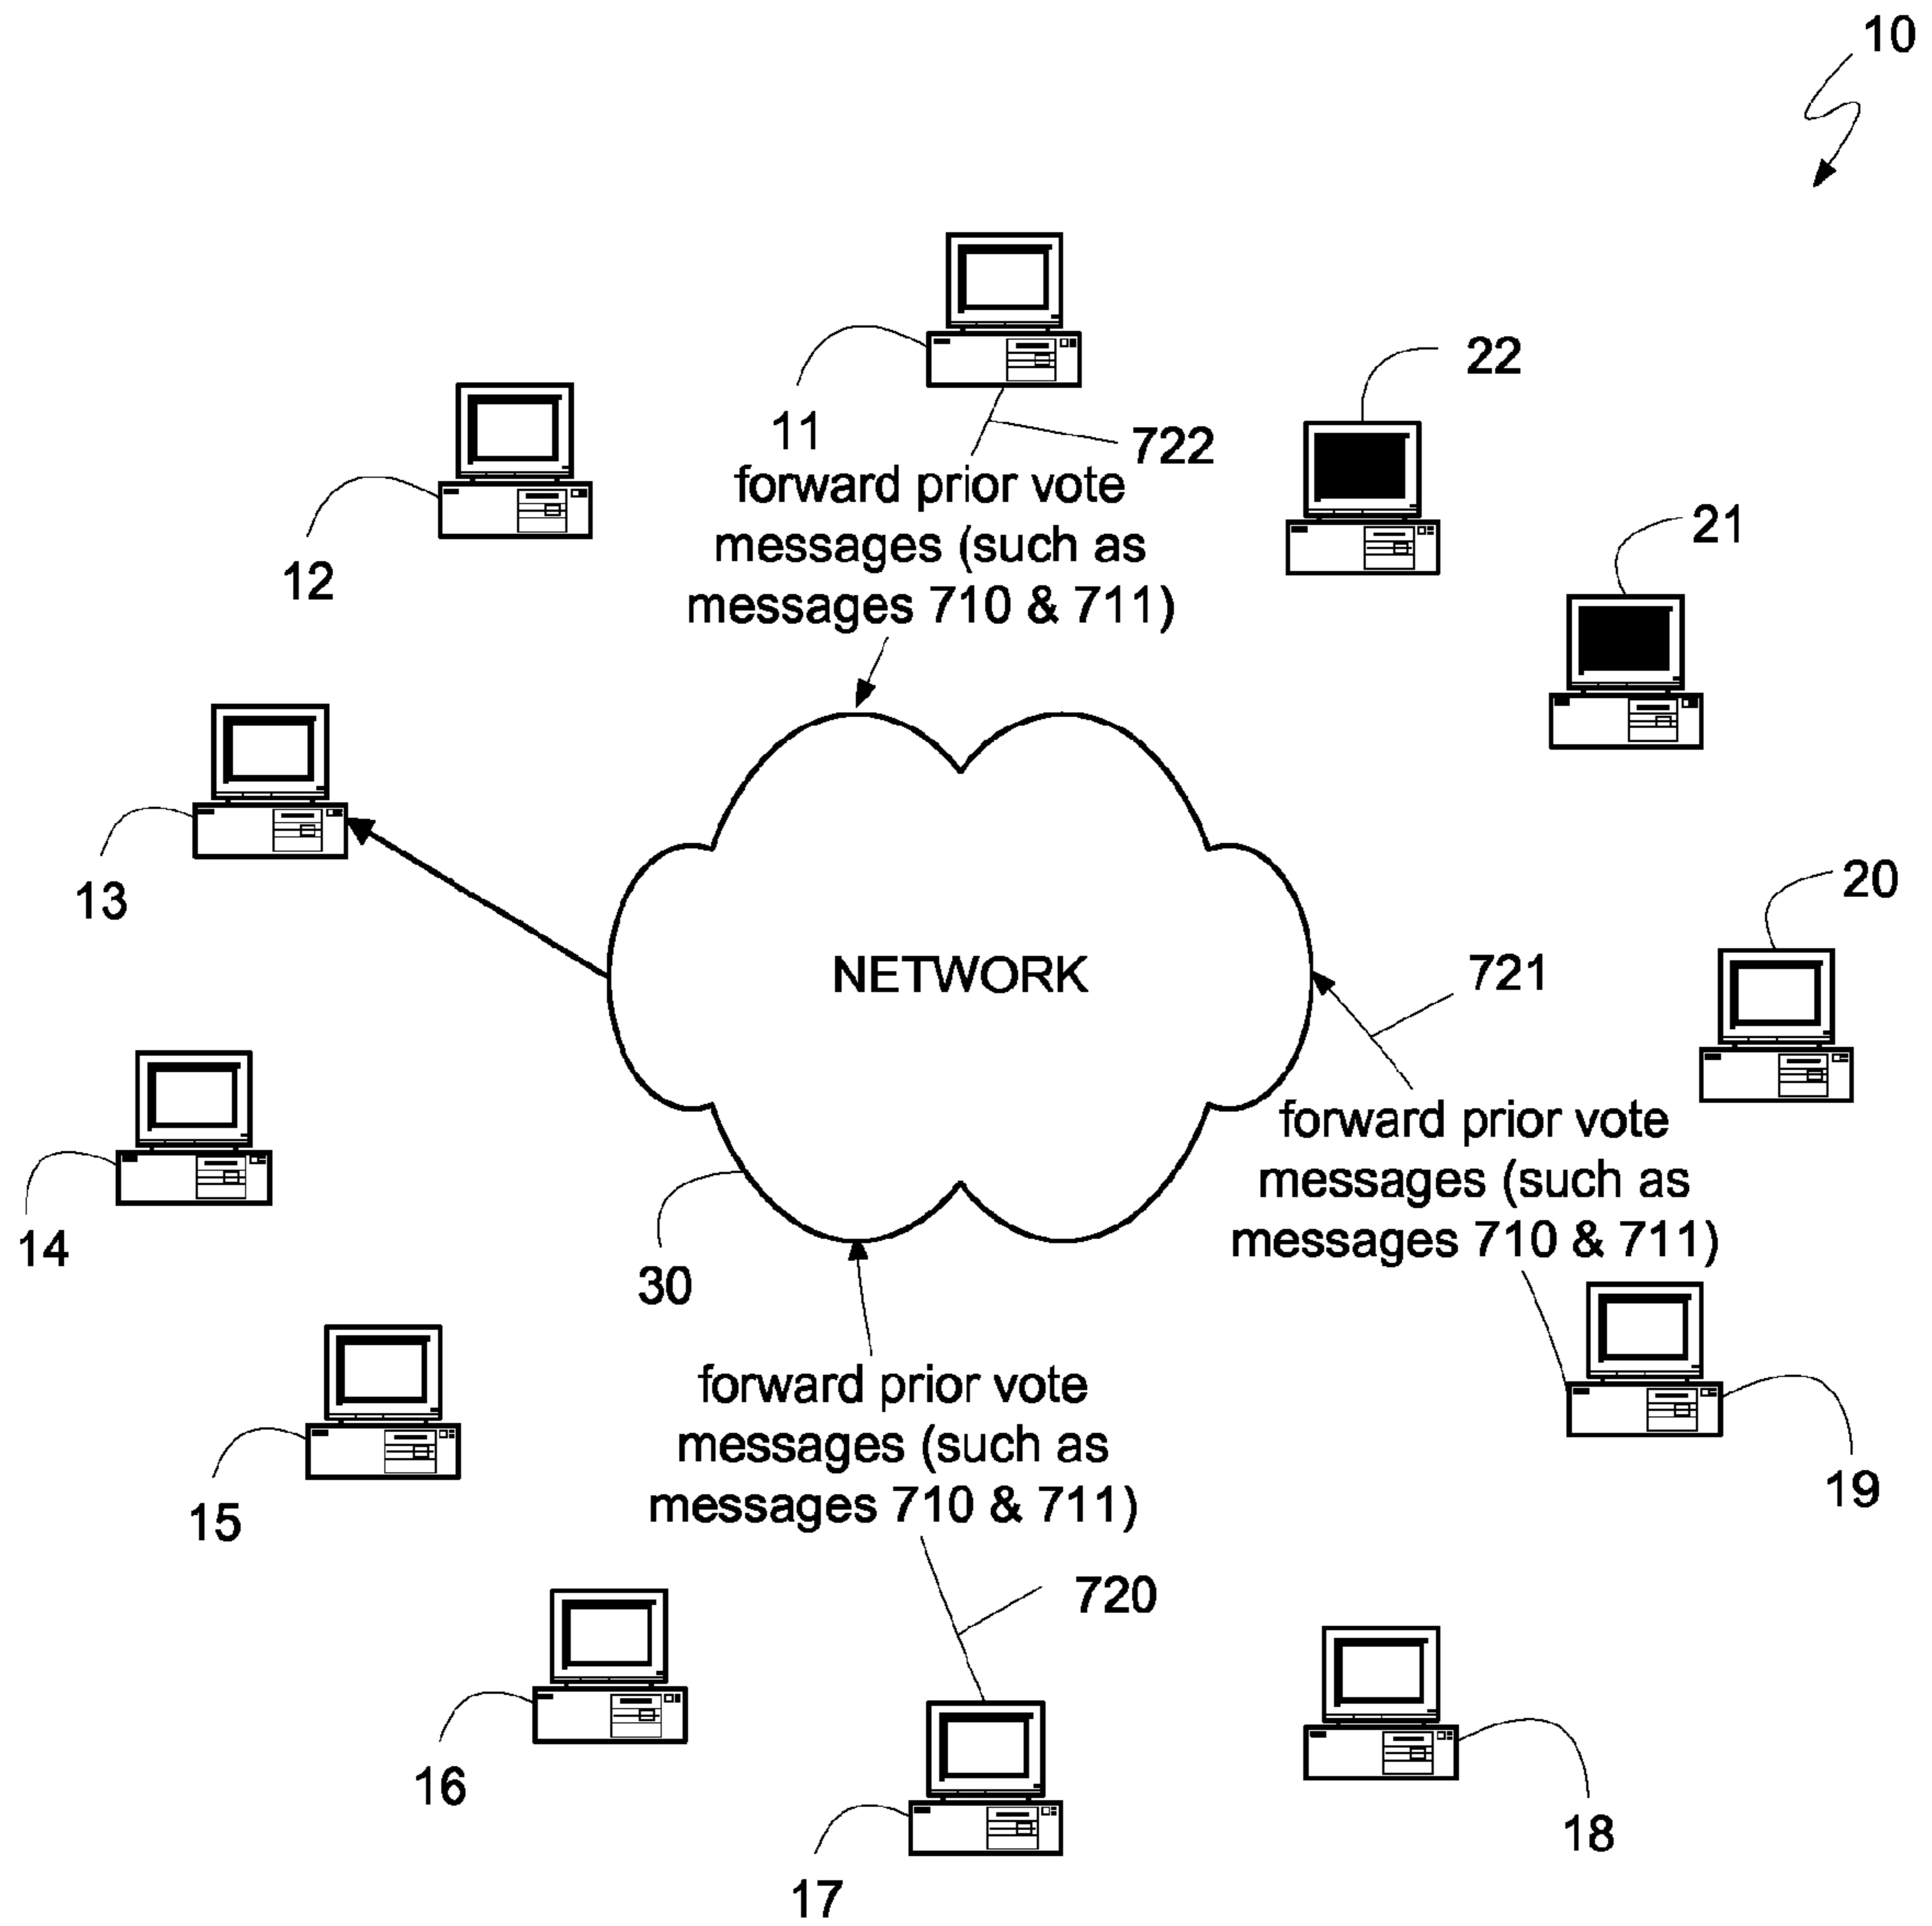 10
22
11
722
forward prior vote
messages (such as
messages 710 & 711)
21
12
13
20
NETWORK
721
forward prior vote
messages (such as
messages 710 & 711)
14
30
forward prior vote
messages (such as
messages 710 & 711)
19
15
720
16
18
17